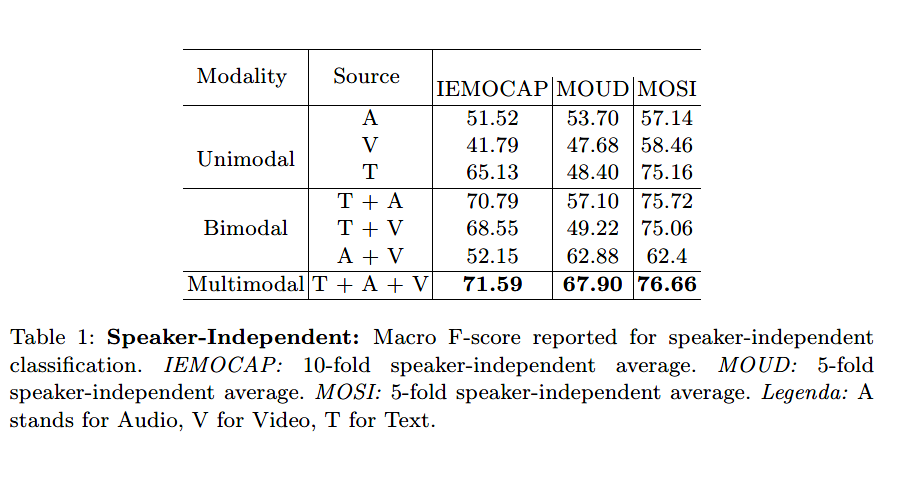 Modality Source
IEMOCAP MOUD MOSI
A 51.52 53.70 57.14
V 41.79 47.68 58.46
Unimodal
T 65.13 48.40 75.16
T + A 70.79 57.10 75.72
Bimodal T + V 68.55 49.22 75.06
A + V 52.15 62.88 62.4
Multimodal T + A + V 71.59 67.90 76.66
Table 1: Speaker-Independent: Macro F-score reported for speaker-independent
classification. IEMOCAP: 10-fold speaker-independent average. MOUD: 5-fold
speaker-independent average. MOSI: 5-fold speaker-independent average. Legenda: A
stands for Audio, V for Video, T for Text.